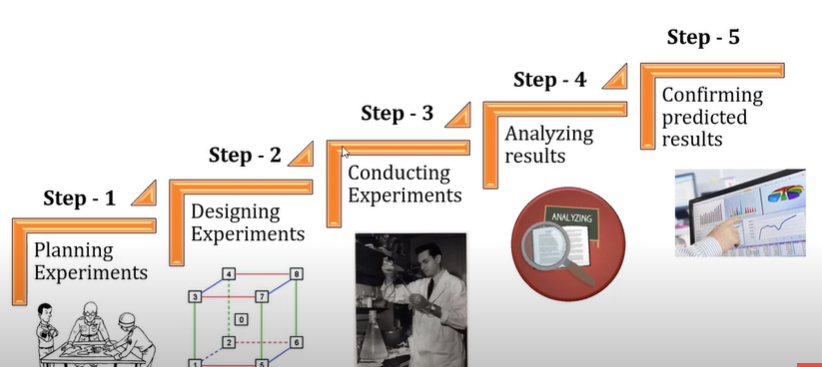 Step - 1
Planning
Experiments
Step - 2
Designing
Experiments
4
8
3
7
0
2
6
1
5
Step - 3
Conducting
Experiments
Step - 4
Analyzing
results
ANALYZING
Step - 5
Confirming
predicted
results